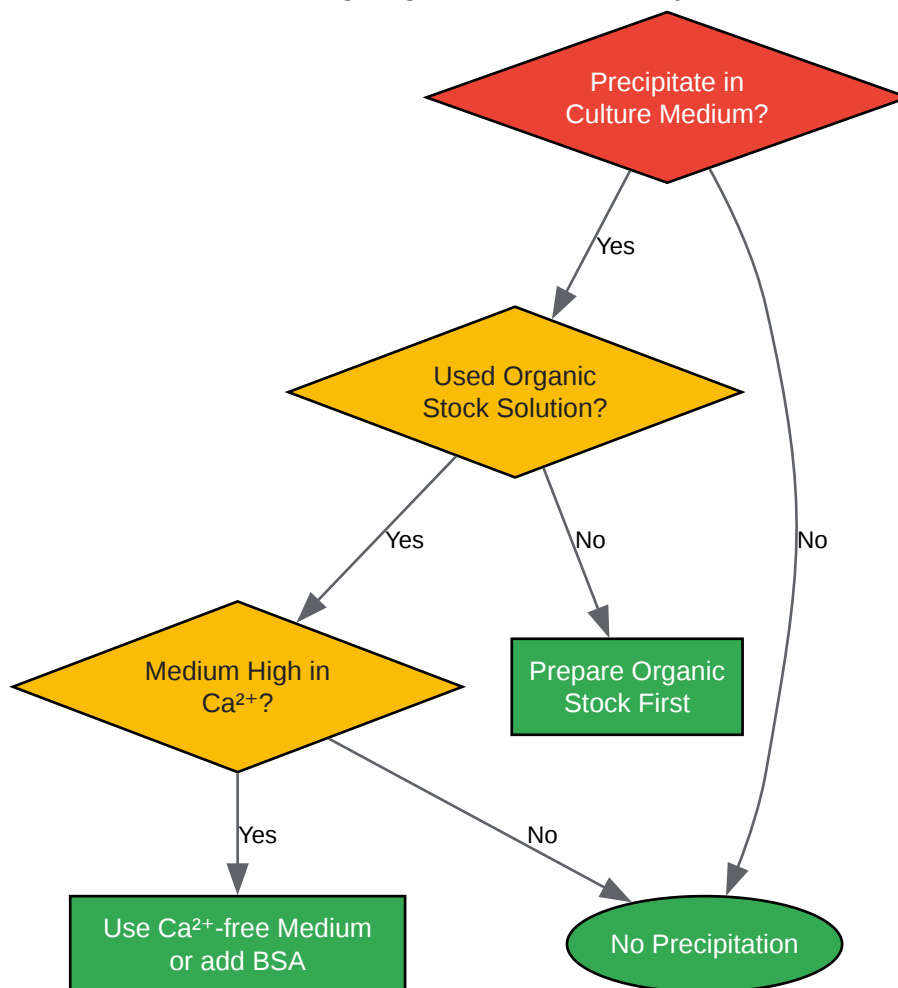 Precipitate in
Culture Medium?
Yes
Used Organic
Stock Solution?
Yes
No
No
Medium High in
Ca²⁺?
Prepare Organic
Stock First
Yes
No
Use Ca²⁺-free Medium
or add BSA
No Precipitation